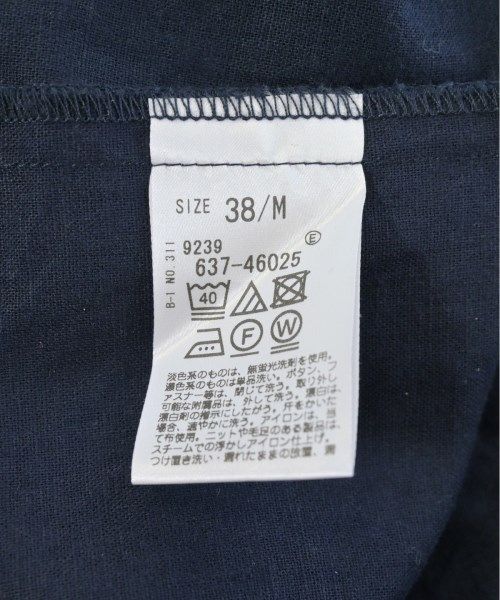 SIZE 38/M
B-I NO.311
9239
637-46025
E
40
F W
淡色系のものは、無蛍光洗剤を使用。
濃色系のものは単品洗い。ボタン、フ
ァスナー等は、閉じて洗う。取り外し
可能な附属品は、外して洗う。漂白は、
漂白剤の指示にしたがう。汗をかいた
場合、速やかに洗う。アイロンは、当
て布使用。ニットや毛足のある製品は、
スチームでの浮かしアイロン仕上げ。
つけ置き洗い・濡れたままの放置、濡